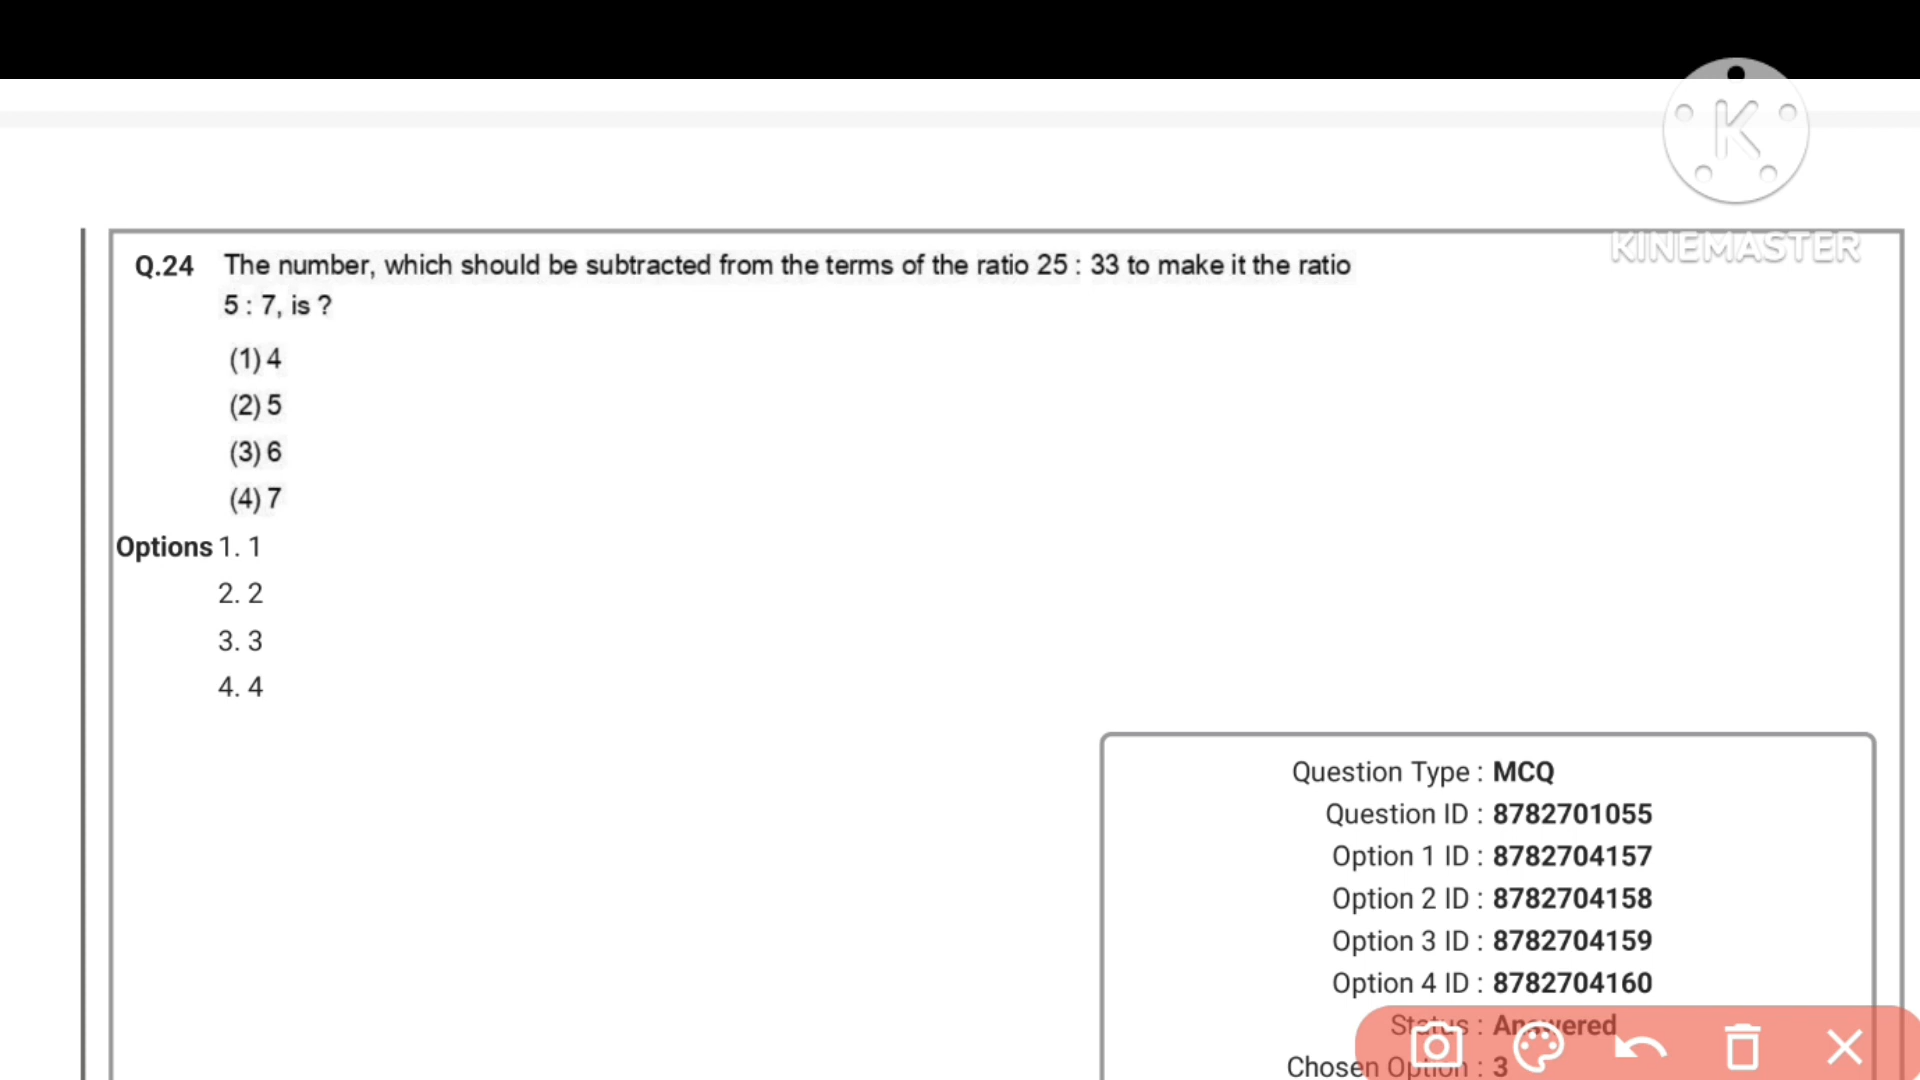 K
KINEMASTER
Q.24 The number, which should be subtracted from the terms of the ratio 25 : 33 to make it the ratio
5 : 7, is ?
(1) 4
(2) 5
(3) 6
(4) 7
Options 1. 1
2. 2
3. 3
4. 4
Question Type : MCQ
Question ID : 8782701055
Option 1 ID : 8782704157
Option 2 ID : 8782704158
Option 3 ID : 8782704159
Option 4 ID : 8782704160
Status : Answered
Chosen Option : 3